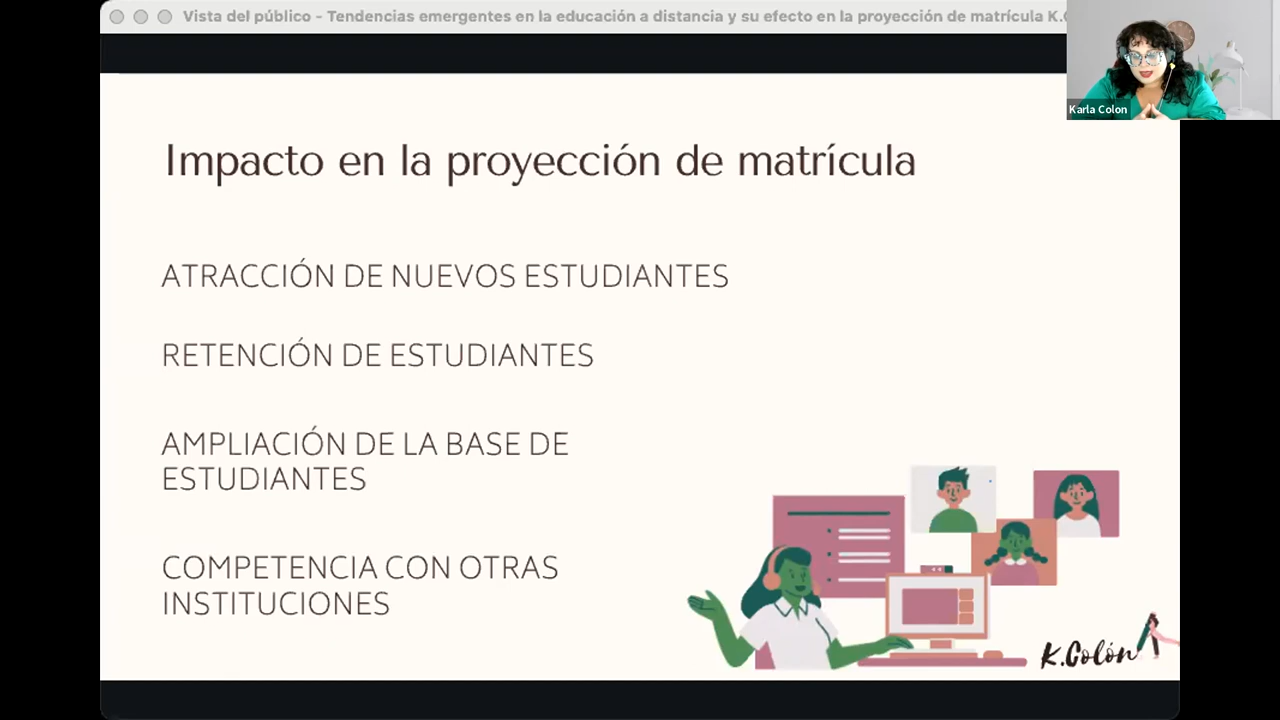 Vista del público - Tendencias emergentes en la educación a distancia y su efecto en la proyección de matrícula K.
Karla Colon
Impacto en la proyección de matrícula
ATRACCIÓN DE NUEVOS ESTUDIANTES
RETENCIÓN DE ESTUDIANTES
AMPLIACIÓN DE LA BASE DE
ESTUDIANTES
COMPETENCIA CON OTRAS
INSTITUCIONES
K.Colón